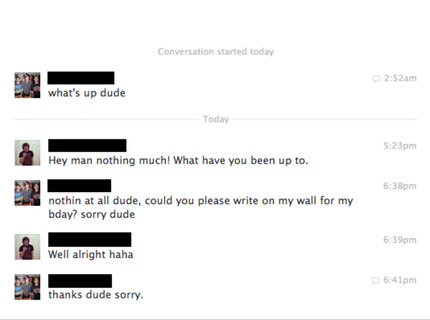 Conversation started today
2:52am
what's up dude
Today
5:23pm
Hey man nothing much! What have you been up to.
6:38pm
nothin at all dude, could you please write on my wall for my
bday? sorry dude
6:39pm
Well alright haha
6:41pm
thanks dude sorry.